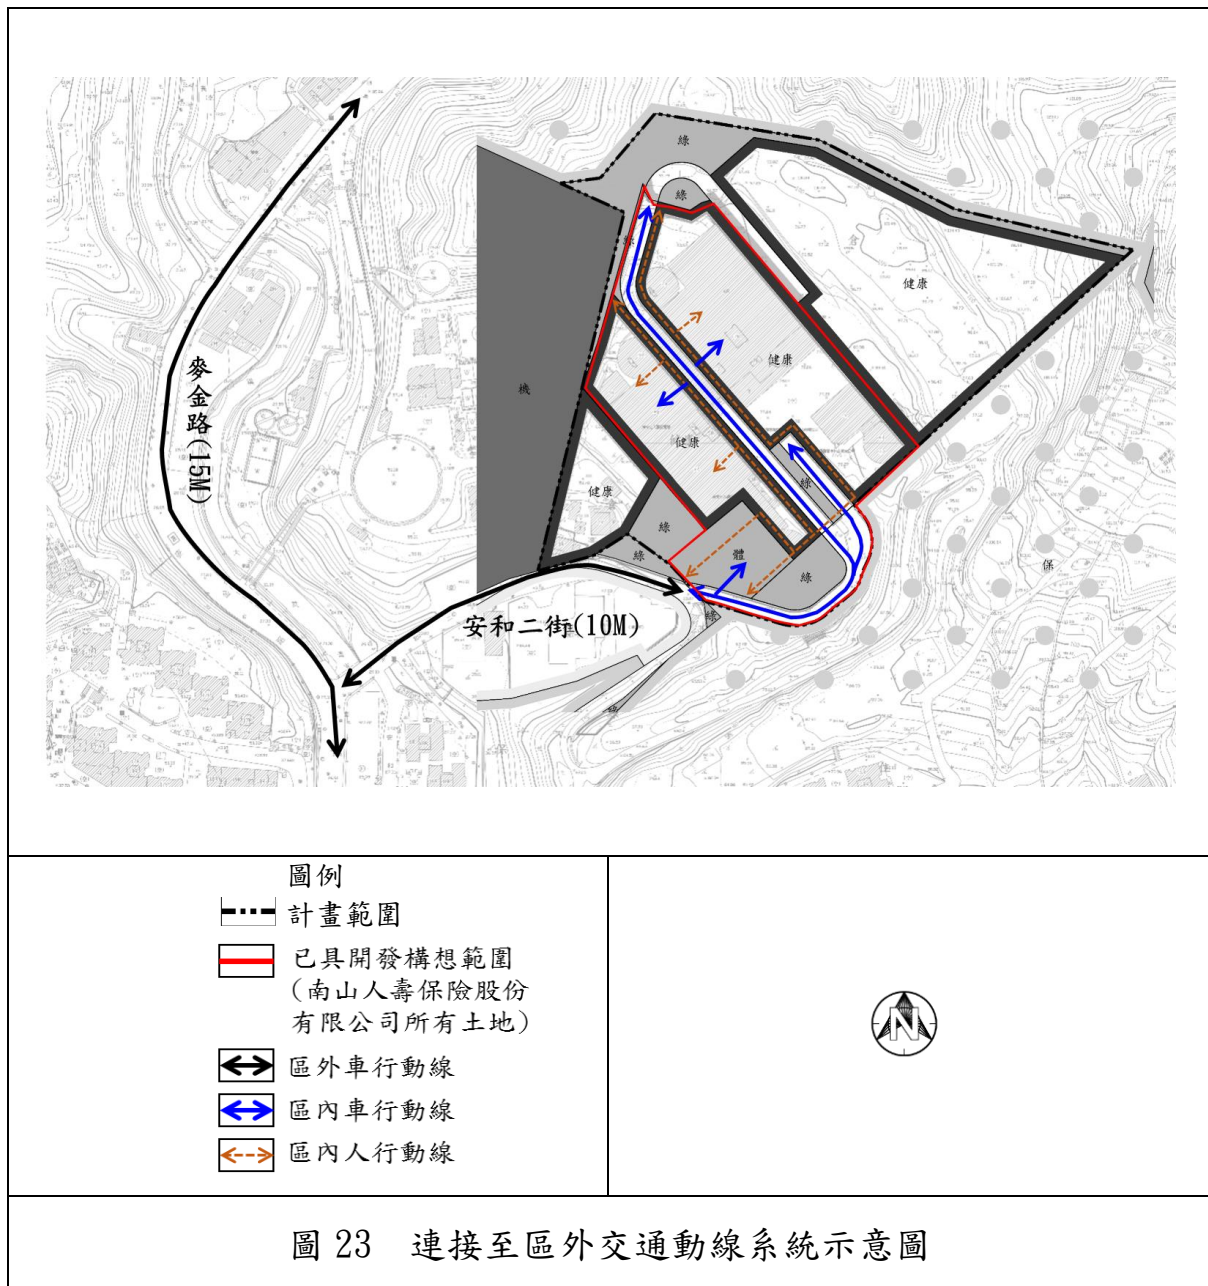 綠
綠
綠
健康
健康
機
麥金路(15M)
健康
健康
綠
綠
體
綠
綠
保
安和二街(10M)
綠
綠
圖例
計畫範圍
已具開發構想範圍
(南山人壽保險股份
有限公司所有土地)
區外車行動線
區內車行動線
區內人行動線
N
圖 23 連接至區外交通動線系統示意圖